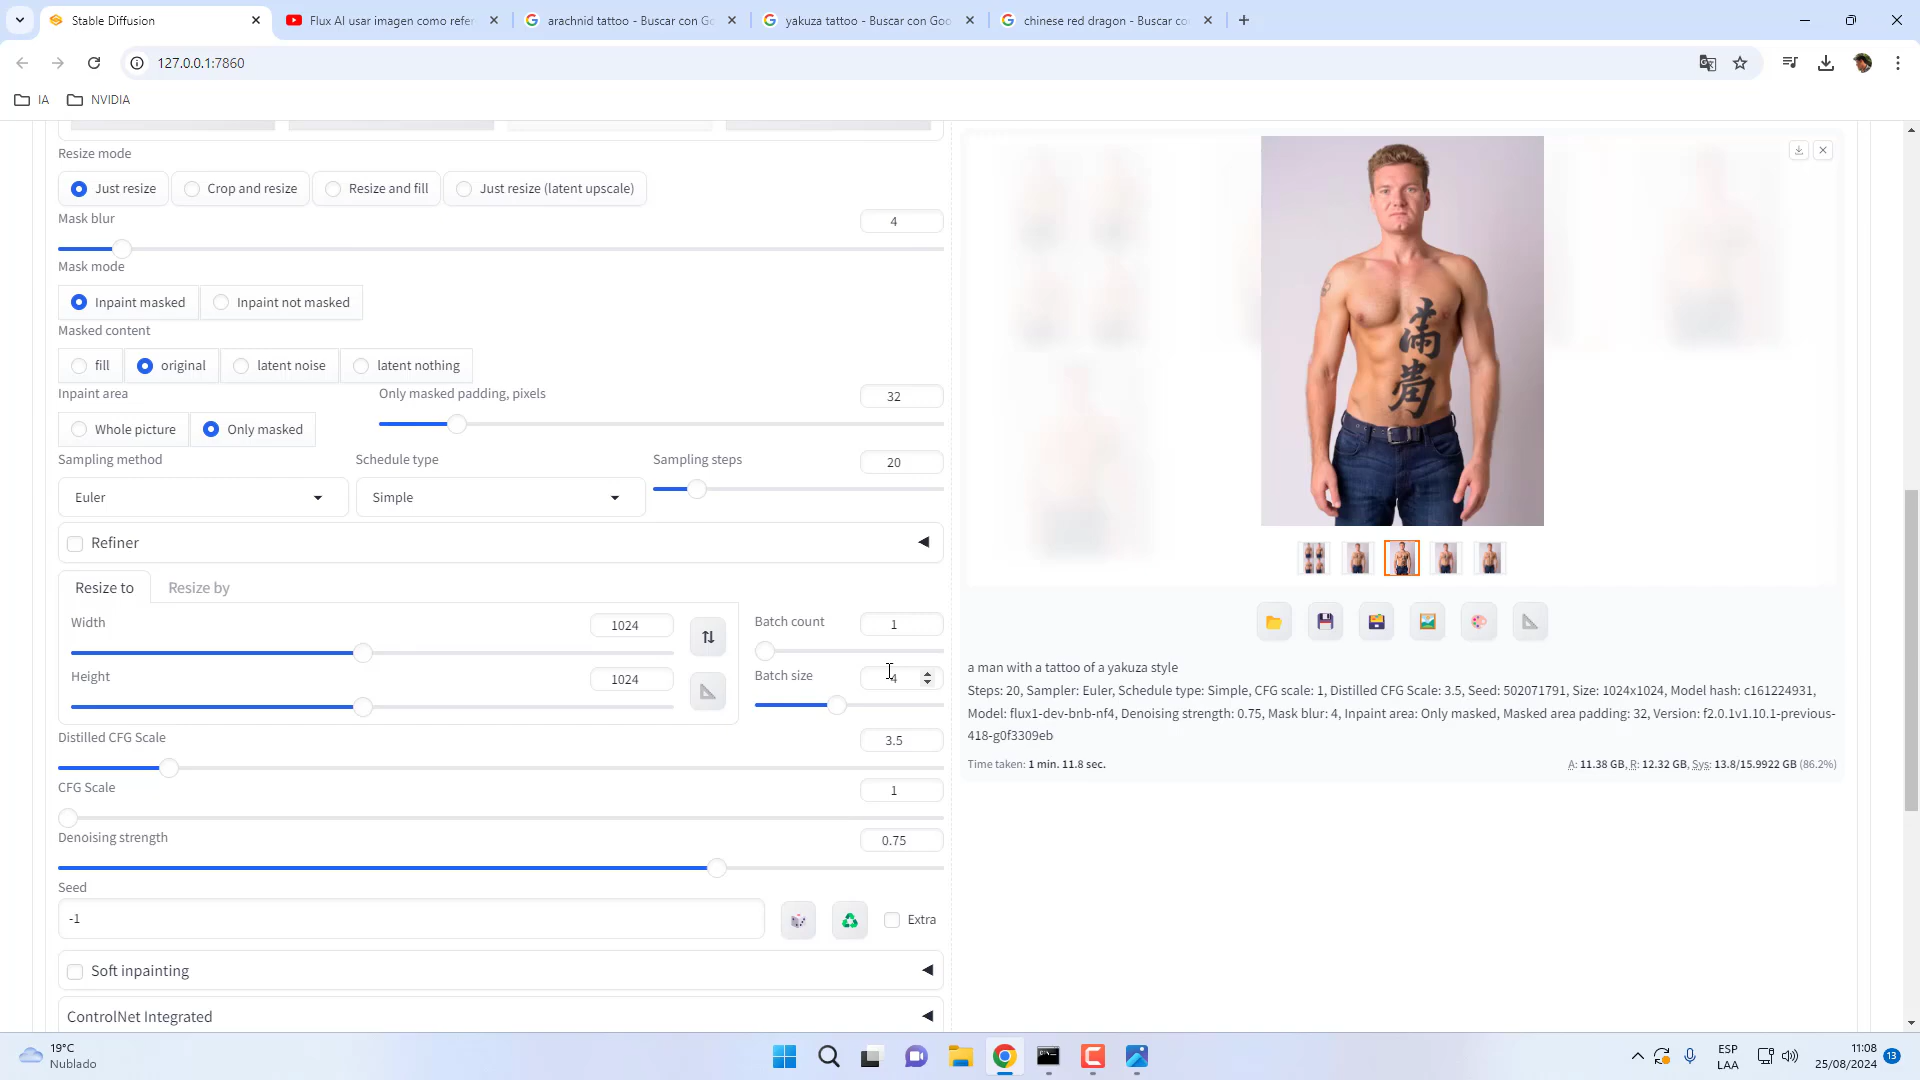 Stable Diffusion
Flux AI usar imagen como refer
arachnid tattoo - Buscar con Go
yakuza tattoo - Buscar con Goo
chinese red dragon - Buscar co
127.0.0.1:7860
IA
NVIDIA
Resize mode
Just resize
Crop and resize
Resize and fill
Just resize (latent upscale)
Mask blur
4
Mask mode
Inpaint masked
Inpaint not masked
Masked content
fill
original
latent noise
latent nothing
Inpaint area
Only masked padding, pixels
32
Whole picture
Only masked
Sampling method
Schedule type
Sampling steps
20
Euler
Simple
Refiner
Resize to
Resize by
Width
1024
Batch count
1
Height
1024
Batch size
4
Distilled CFG Scale
3.5
CFG Scale
1
Denoising strength
0.75
Seed
-1
Extra
Soft inpainting
ControlNet Integrated
a man with a tattoo of a yakuza style
Steps: 20, Sampler: Euler, Schedule type: Simple, CFG scale: 1, Distilled CFG Scale: 3.5, Seed: 502071791, Size: 1024x1024, Model hash: c161224931,
Model: flux1-dev-bnb-nf4, Denoising strength: 0.75, Mask blur: 4, Inpaint area: Only masked, Masked area padding: 32, Version: f2.0.1v1.10.1-previous-
418-g0f3309eb
Time taken: 1 min. 11.8 sec.
A: 11.38 GB, R: 12.32 GB, Sys: 13.8/15.9922 GB (86.2%)
19°C
Nublado
ESP
LAA
11:08
25/08/2024
13